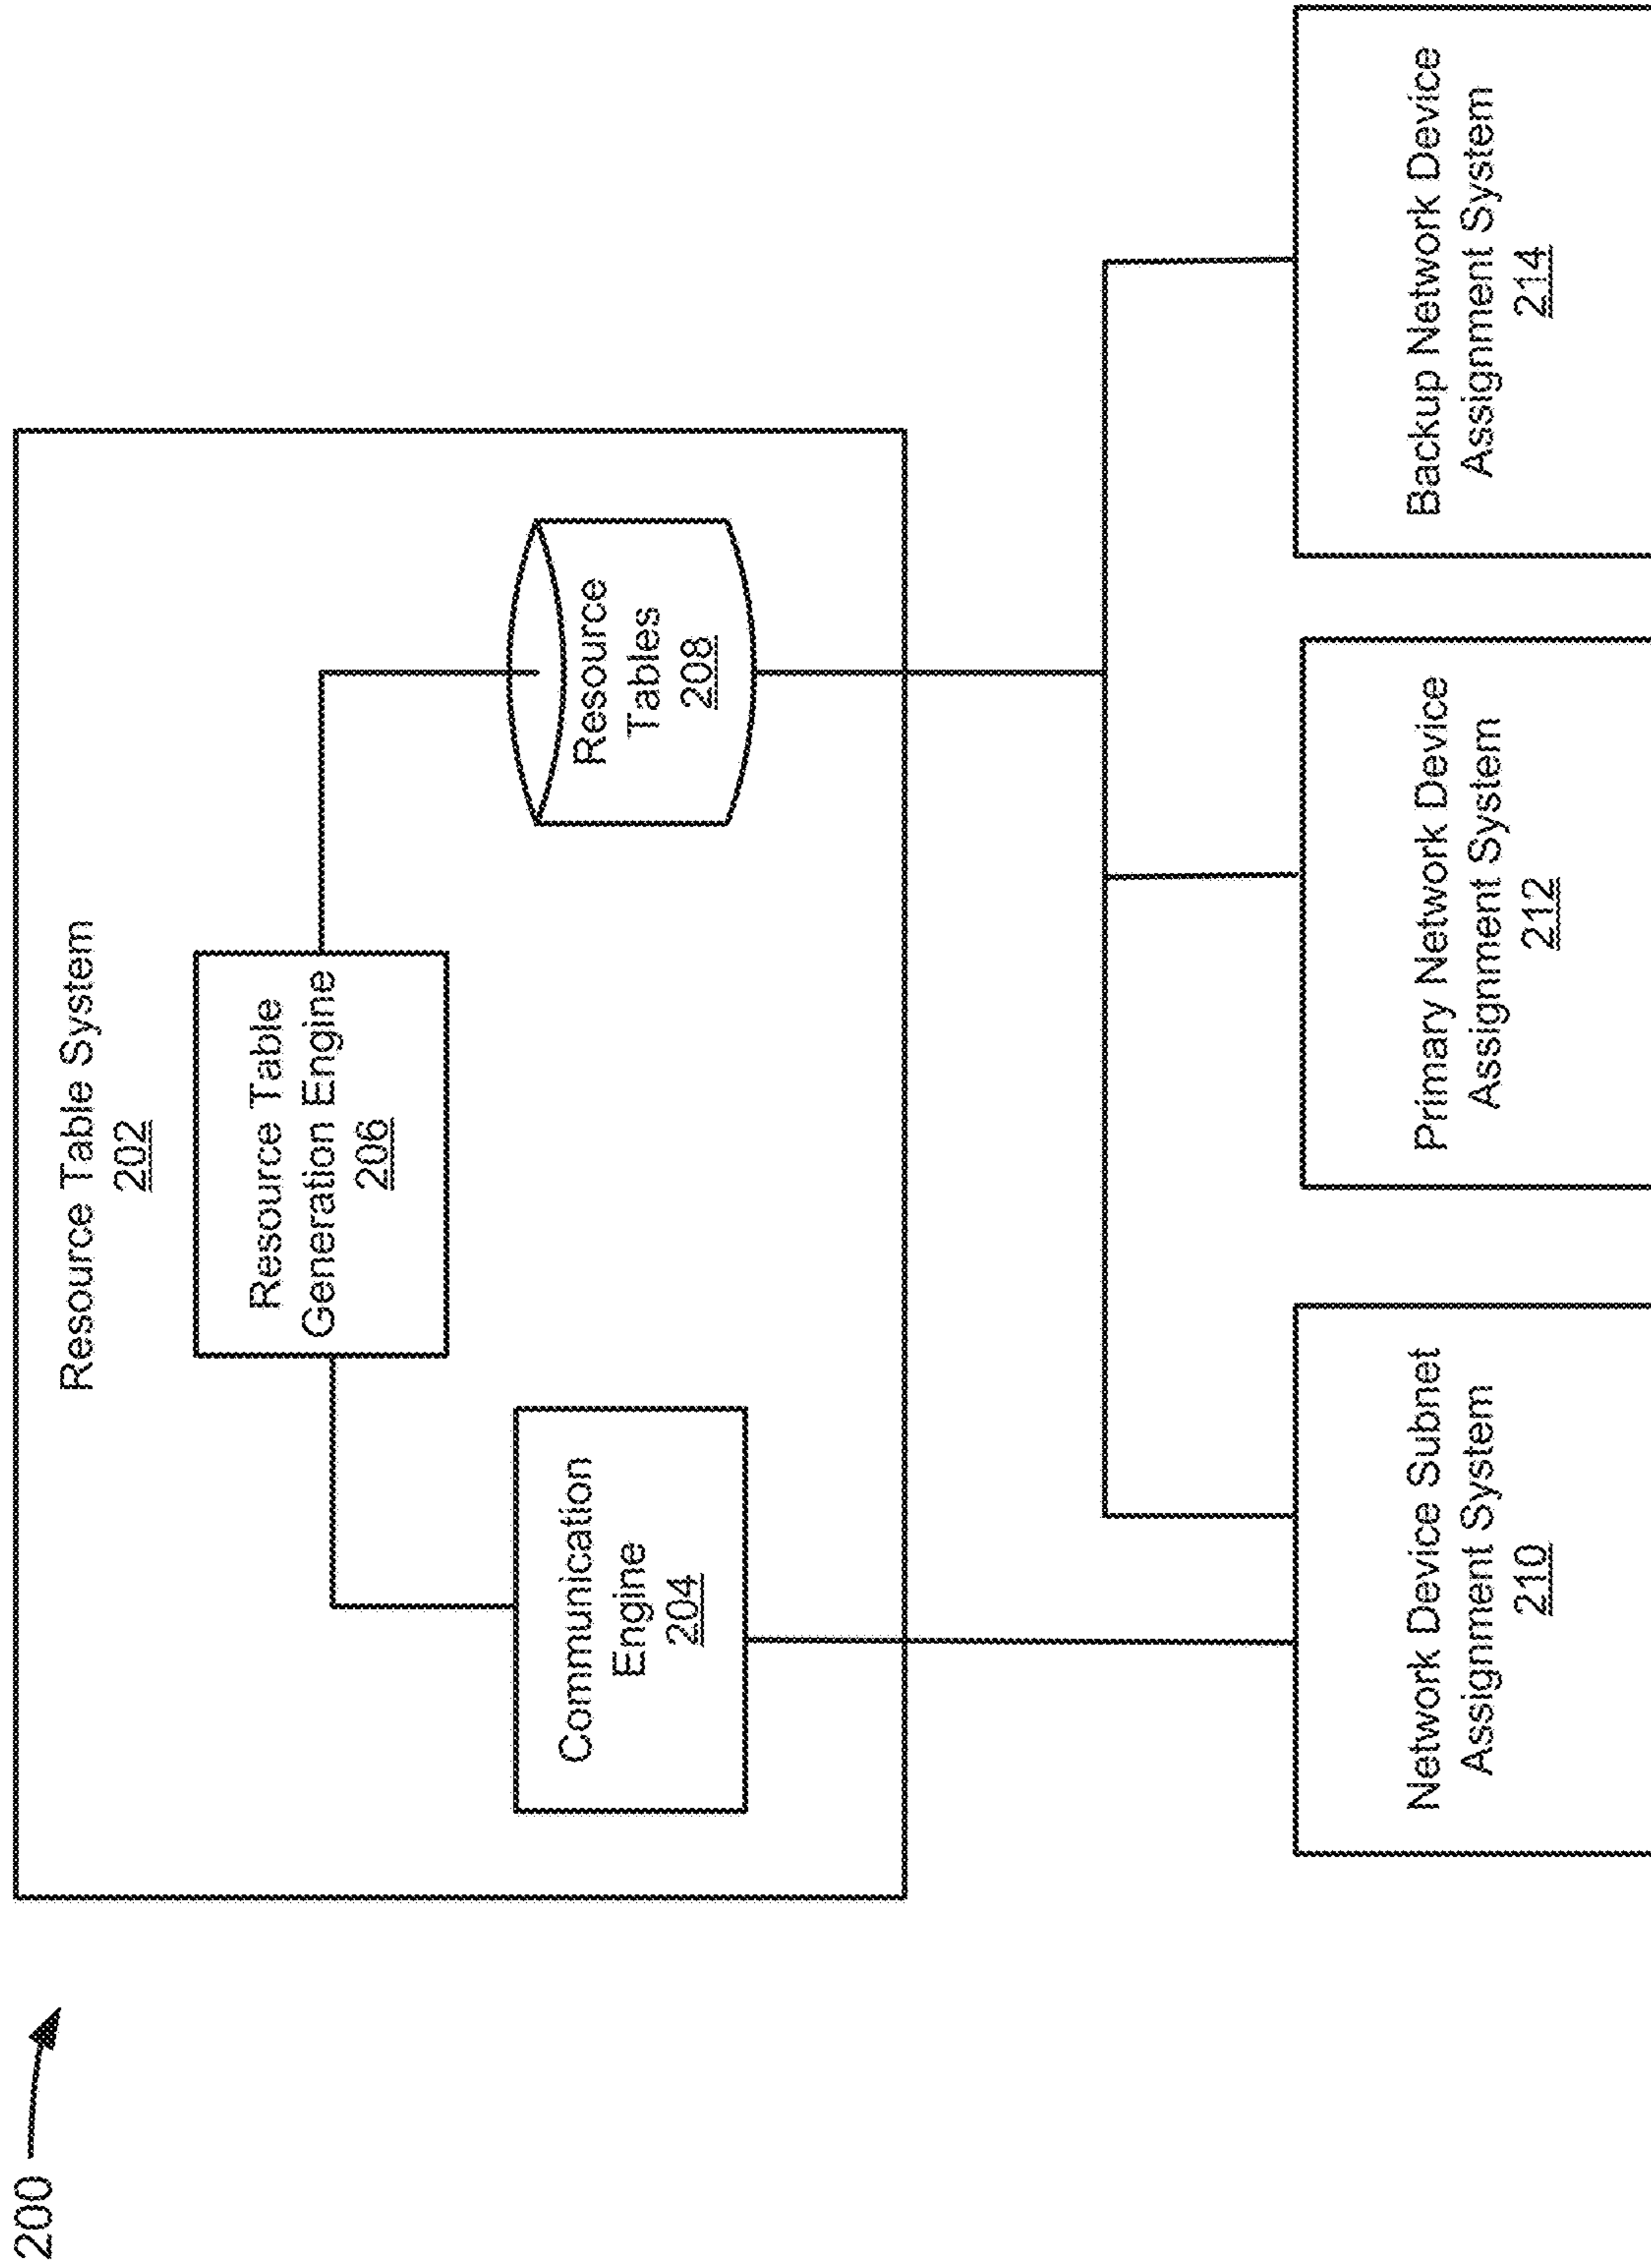 200
Resource Table System
202
Resource Table
Generation Engine
206
Communication
Engine
204
Resource
Tables
208
Network Device Subnet
Assignment System
210
Primary Network Device
Assignment System
212
Backup Network Device
Assignment System
214